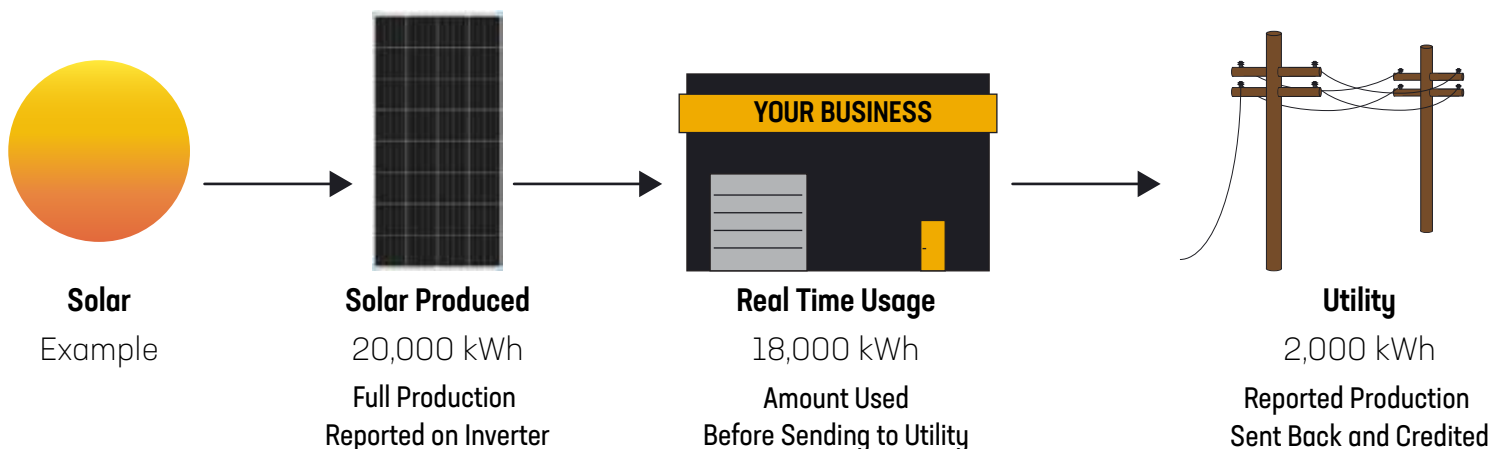 YOUR BUSINESS
Solar
Example
Solar Produced
20,000 kWh
Full Production
Reported on Inverter
Real Time Usage
18,000 kWh
Amount Used
Before Sending to Utility
Utility
2,000 kWh
Reported Production
Sent Back and Credited